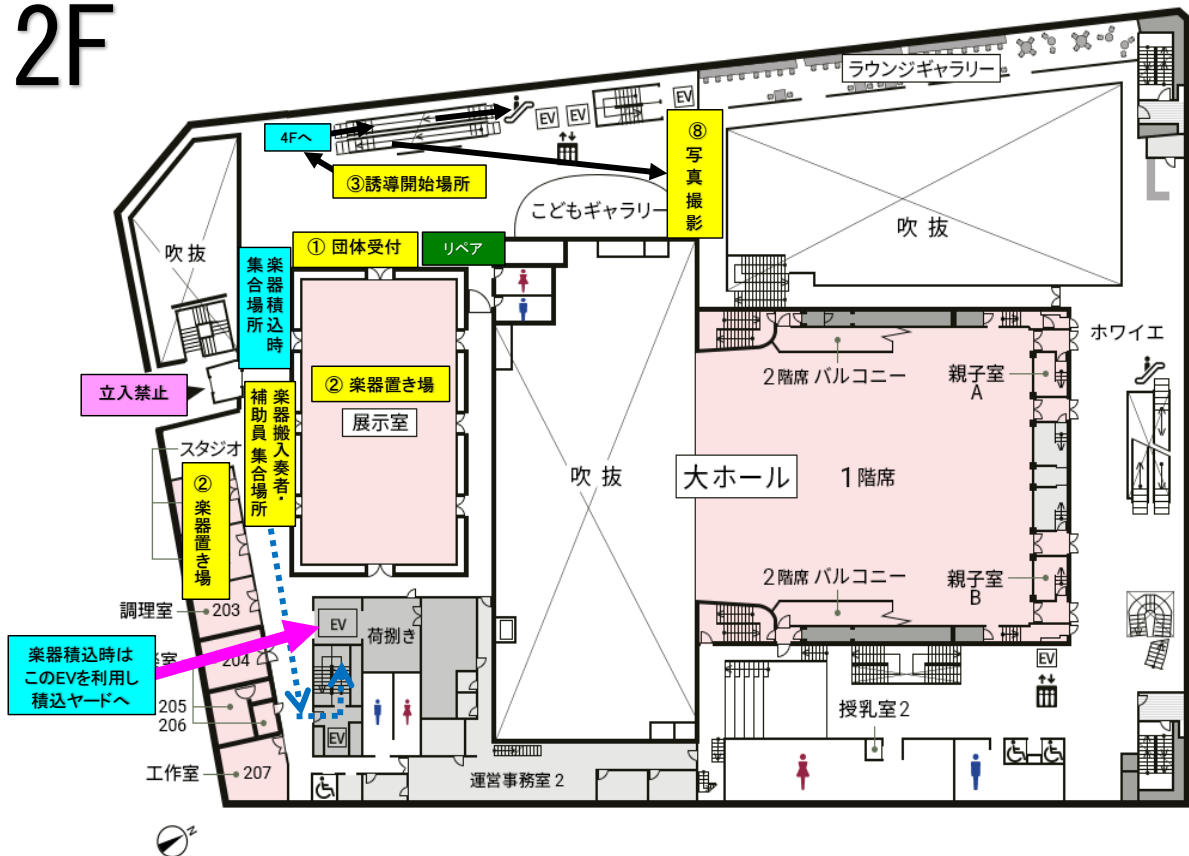 2F
ラウンジギャラリー
EV
EV
EV
4Fへ
⑧
写真撮影
③誘導開始場所
こどもギャラリー
吹抜
吹抜
① 団体受付
リペア
楽器積込時
集合場所
ホワイエ
2階席 バルコニー
親子室
A
② 楽器置き場
展示室
立入禁止
楽器搬入奏者・
補助員 集合場所
スタジオ
② 楽器置き場
吹抜
大ホール
1階席
2階席 バルコニー
親子室
B
調理室
203
EV
荷捌き
楽器積込時は
このEVを利用し
積込ヤードへ
室
204
EV
205
206
EV
授乳室2
工作室
207
運営事務室2
N